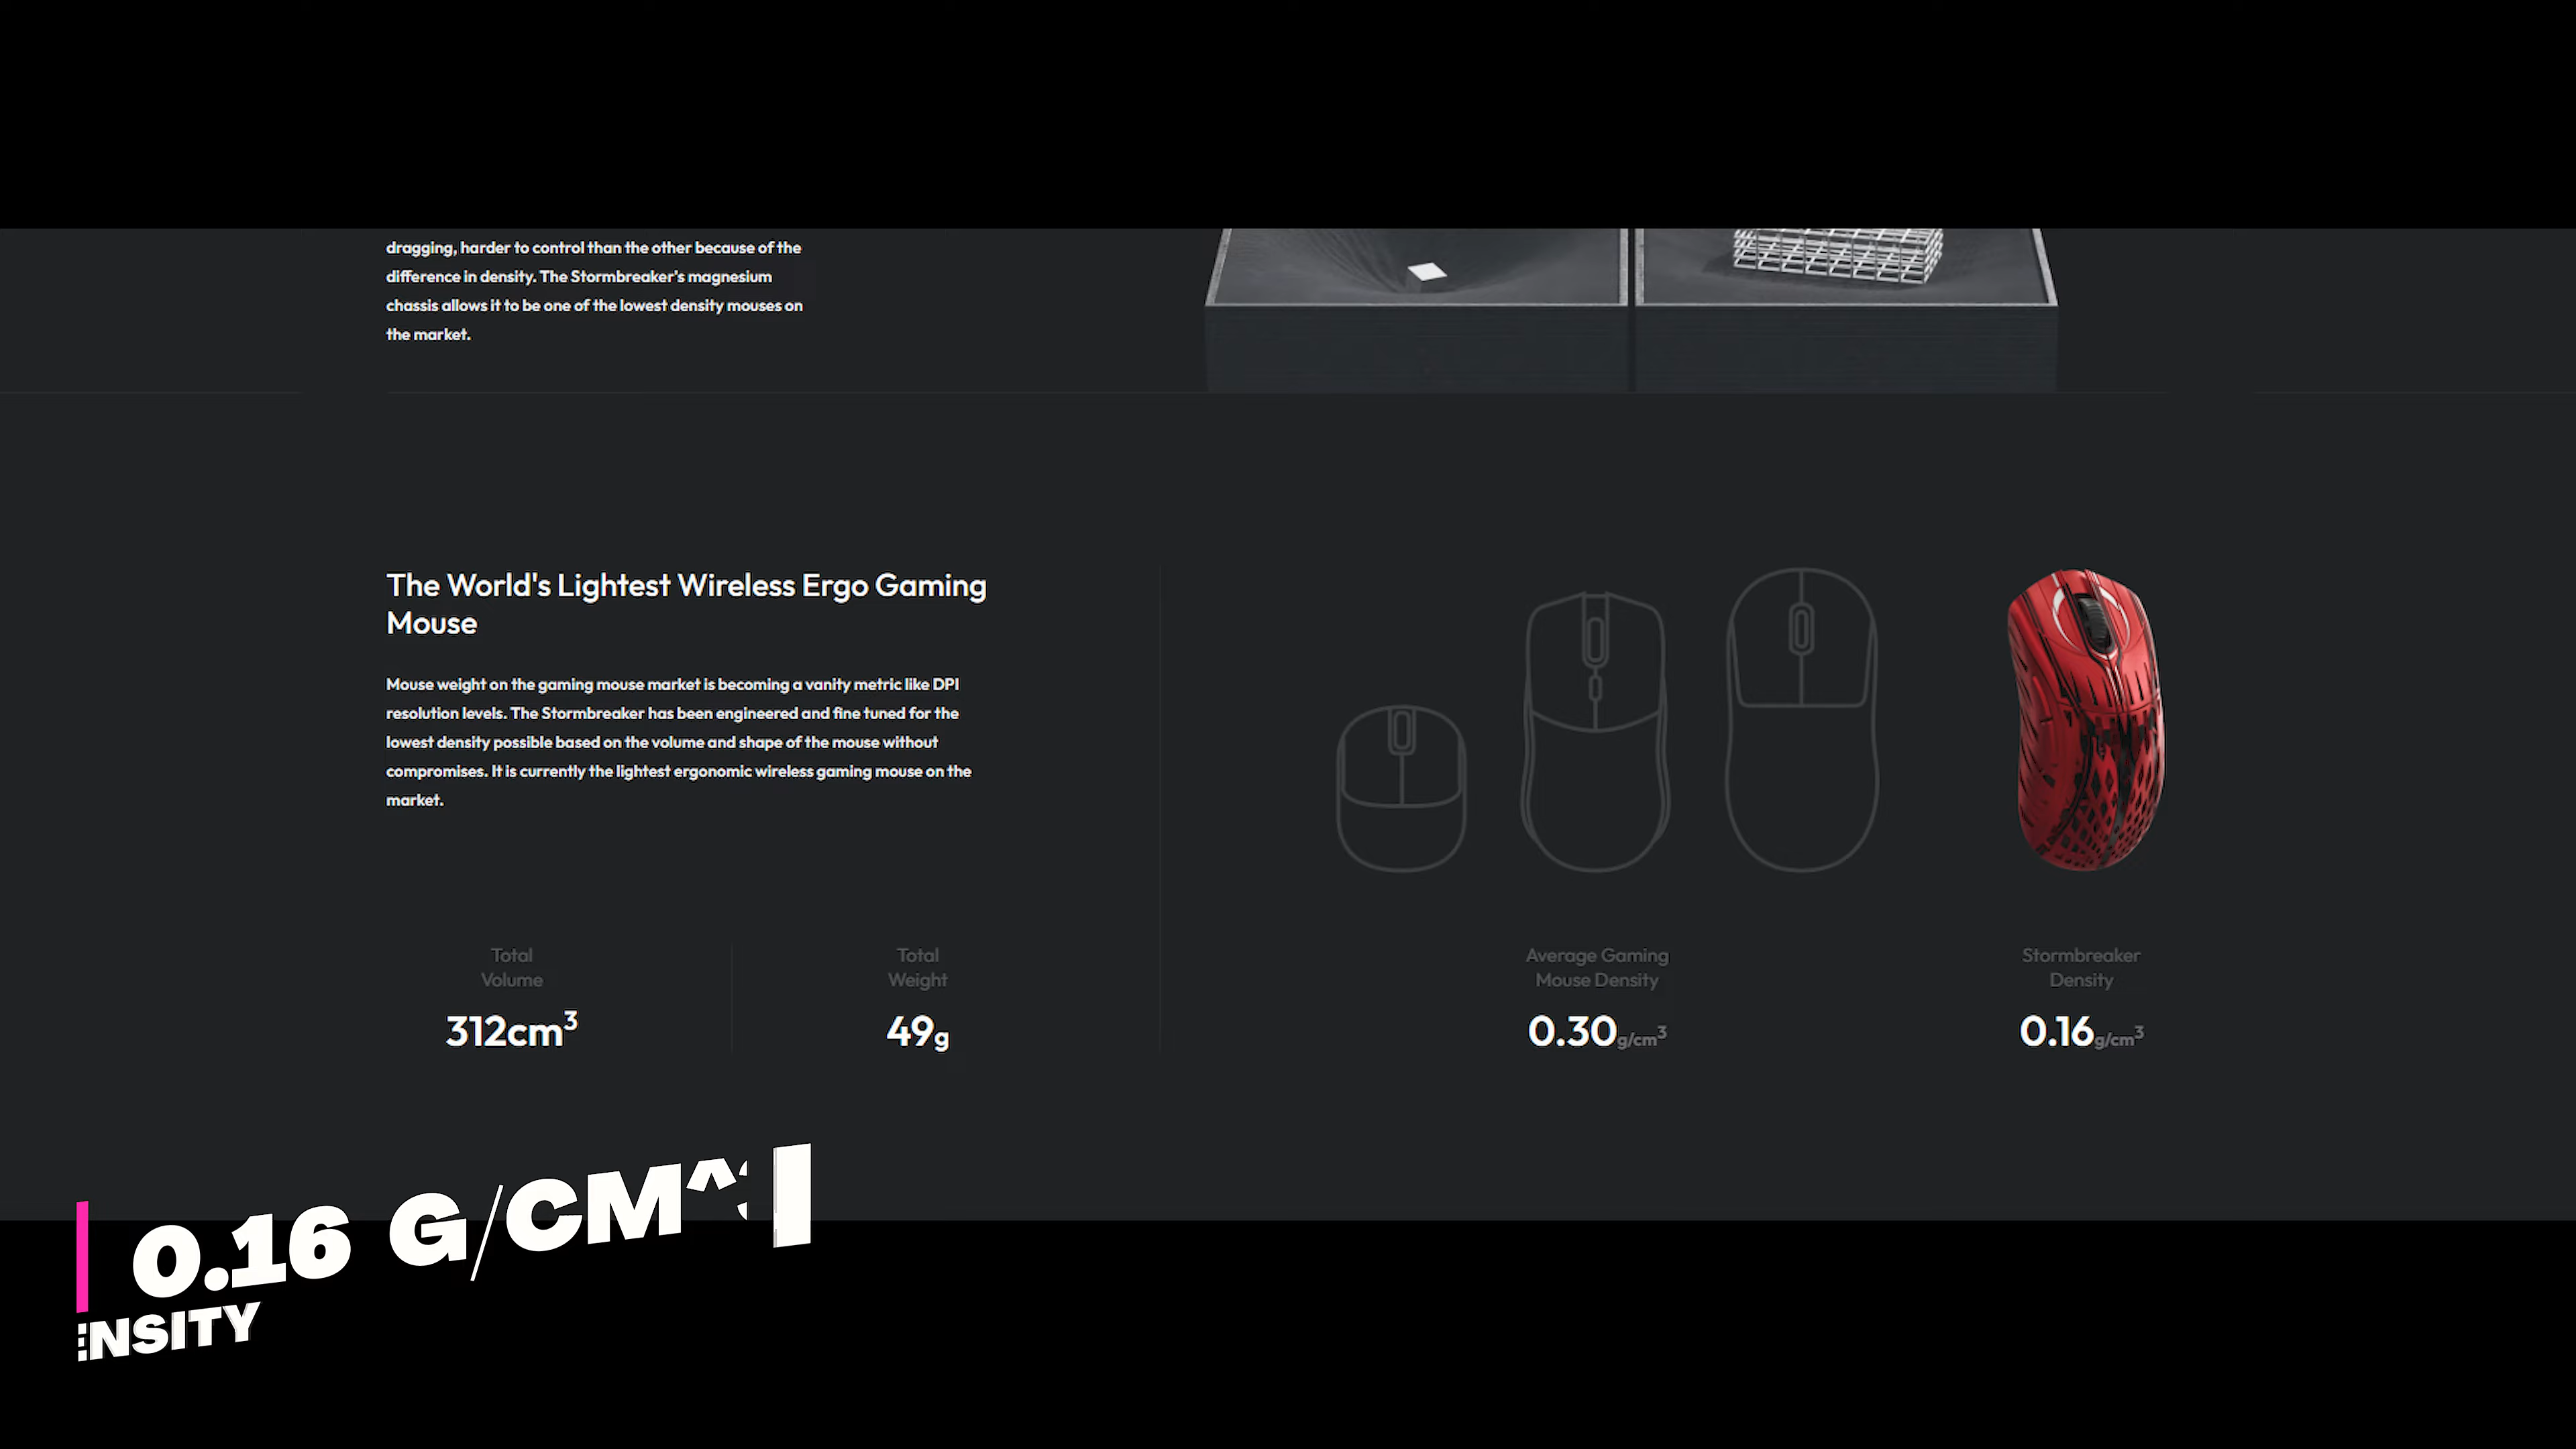 dragging, harder to control than the other because of the
difference in density. The Stormbreaker's magnesium
chassis allows it to be one of the lowest density mouses on
the market.
The World's Lightest Wireless Ergo Gaming
Mouse
Mouse weight on the gaming mouse market is becoming a vanity metric like DPI
resolution levels. The Stormbreaker has been engineered and fine tuned for the
lowest density possible based on the volume and shape of the mouse without
compromises. It is currently the lightest ergonomic wireless gaming mouse on the
market.
Total
Volume
312cm³
Total
Weight
49g
Average Gaming
Mouse Density
0.30g/cm³
Stormbreaker
Density
0.16g/cm³
0.16 G/CM^
ENSITY